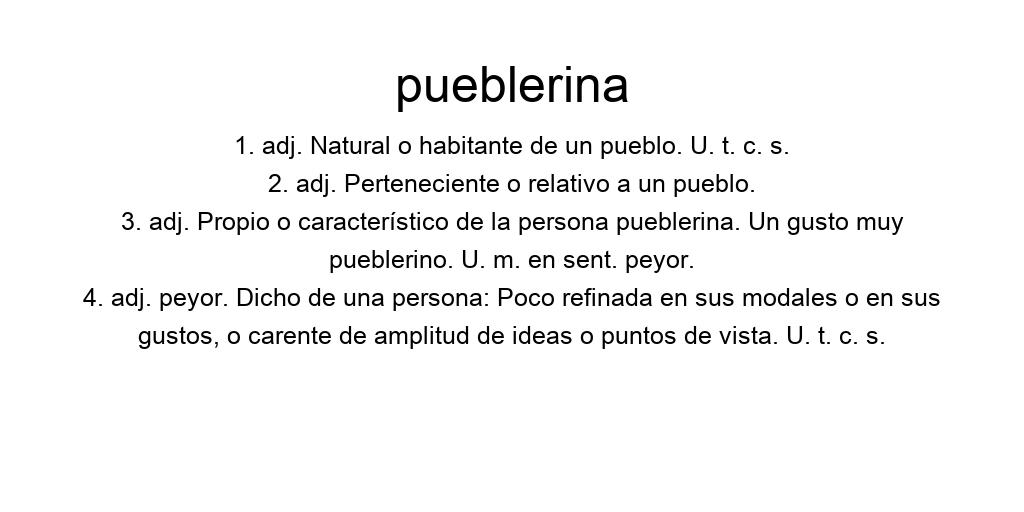 pueblerina
1. adj. Natural o habitante de un pueblo. U. t. c. s.
2. adj. Perteneciente o relativo a un pueblo.
3. adj. Propio o característico de la persona pueblerina. Un gusto muy
pueblerino. U. m. en sent. peyor.
4. adj. peyor. Dicho de una persona: Poco refinada en sus modales o en sus
gustos, o carente de amplitud de ideas o puntos de vista. U. t. c. s.